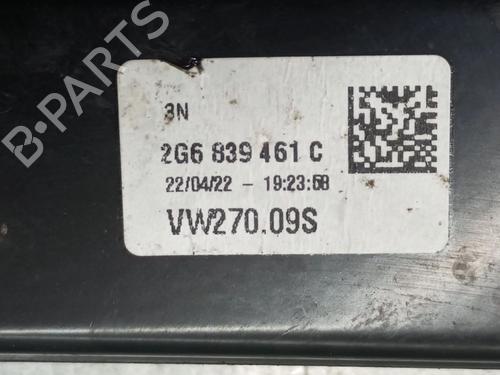 B-PARTS
3N
2G6 839 461 C
22/04/22 - 19:23:58
VW270.09S